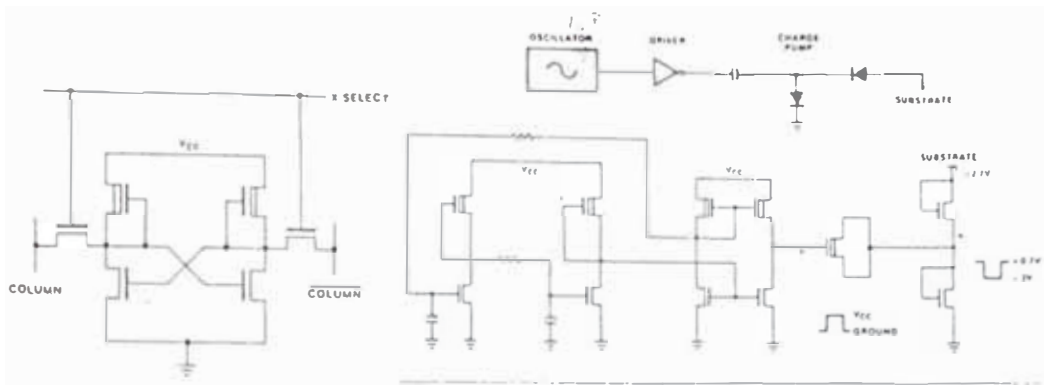 OSCILLATOR
DRIVER
CHARGE
PUMP
SUBSTRATE
X SELECT
VCC
COLUMN
COLUMN
VCC
VCC
SUBSTRATE
VCC
GROUND